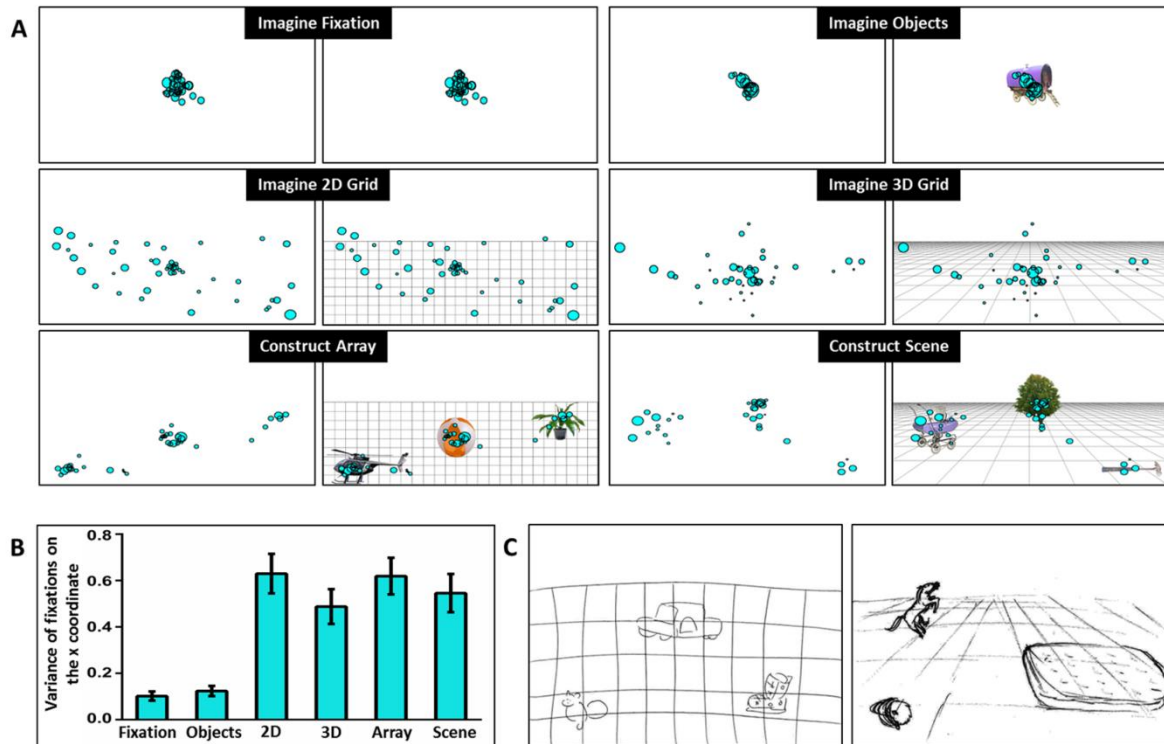 A
Imagine Fixation
Imagine Objects
Imagine 2D Grid
Imagine 3D Grid
Construct Array
Construct Scene
B
Variance of fixations on
the x coordinate
0.8
0.6
0.4
0.2
0.0
Fixation Objects 2D 3D Array Scene
C